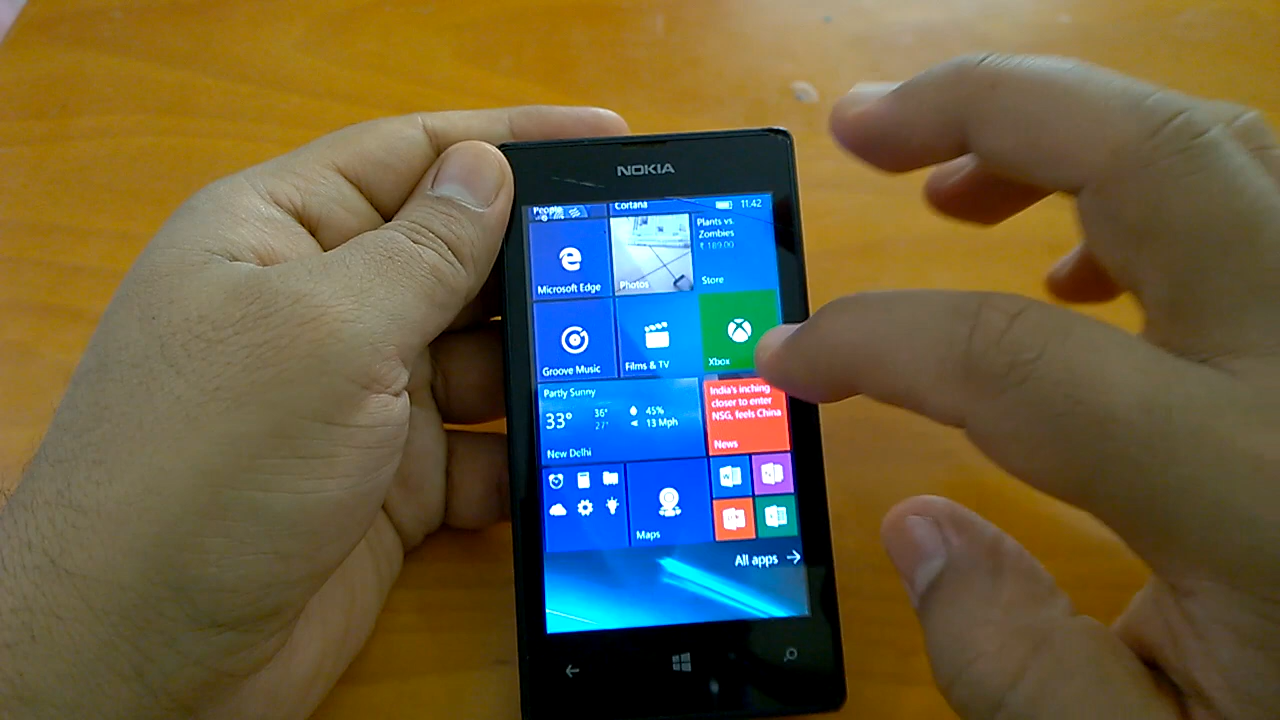 NOKIA
People
Cortana
11:42
Plants vs.
Zombies
₹ 189.00
Microsoft Edge
Photos
Store
Groove Music
Films & TV
Xbox
Partly Sunny
33°
36°
27°
45%
13 Mph
New Delhi
India's inching
closer to enter
NSG, feels China
News
Maps
All apps